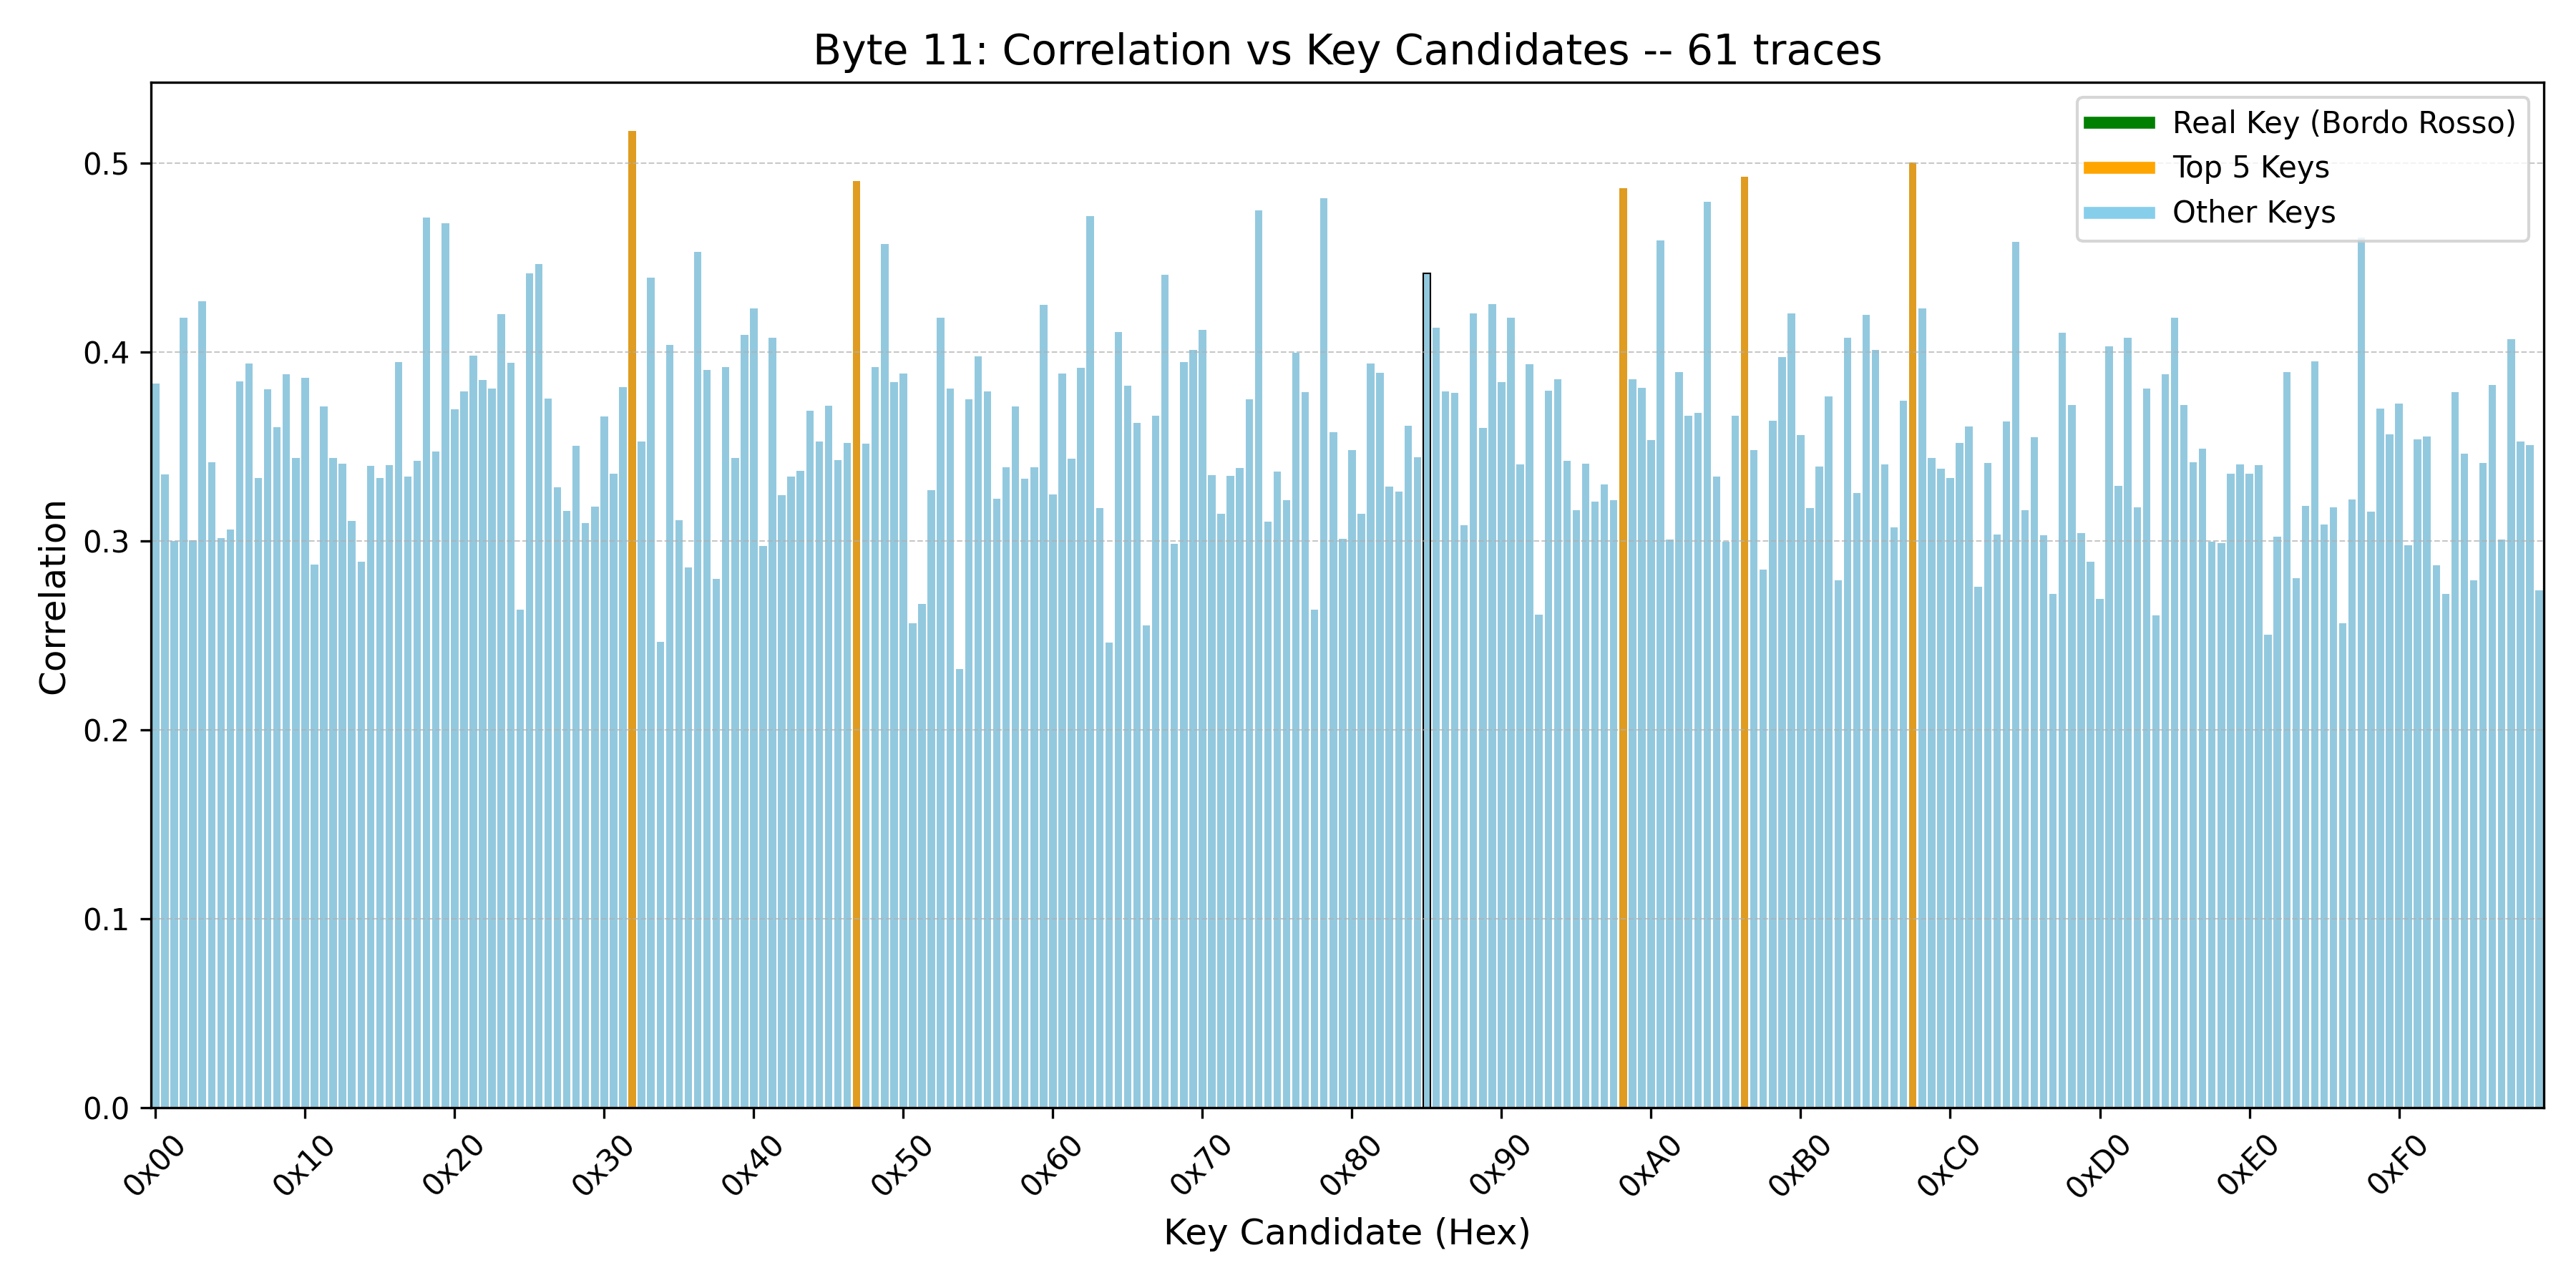 Byte 11: Correlation vs Key Candidates -- 61 traces
Real Key (Bordo Rosso)
Top 5 Keys
Other Keys
Correlation
0.5
0.4
0.3
0.2
0.1
0.0
0x00 0x10 0x20 0x30 0x40 0x50 0x60 0x70 0x80 0x90 0xA0 0xB0 0xC0 0xD0 0xE0 0xF0
Key Candidate (Hex)